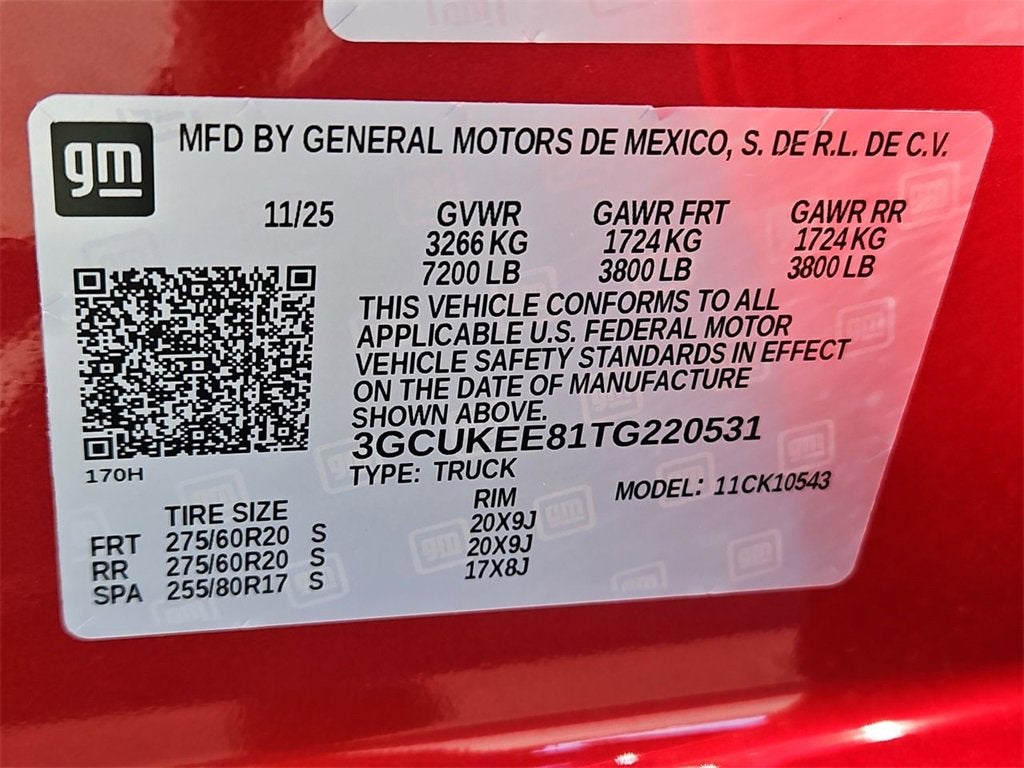 gm
MFD BY GENERAL MOTORS DE MEXICO, S. DE R.L. DE C.V.
11/25 GVWR GAWR FRT GAWR RR
3266 KG 1724 KG 1724 KG
7200 LB 3800 LB 3800 LB
THIS VEHICLE CONFORMS TO ALL
APPLICABLE U.S. FEDERAL MOTOR
VEHICLE SAFETY STANDARDS IN EFFECT
ON THE DATE OF MANUFACTURE
SHOWN ABOVE.
3GCUKEE81TG220531
170H
TYPE: TRUCK MODEL: 11CK10543
TIRE SIZE RIM
FRT 275/60R20 S 20X9J
RR 275/60R20 S 20X9J
SPA 255/80R17 S 17X8J